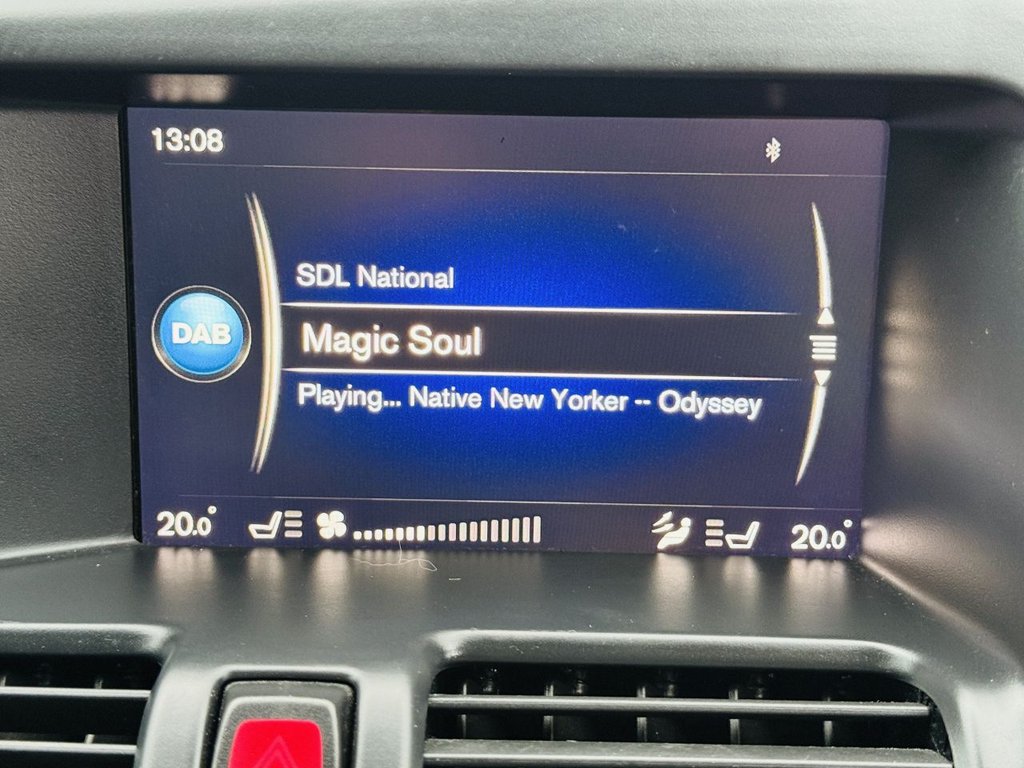 13:08
SDL National
DAB
Magic Soul
Playing... Native New Yorker -- Odyssey
20.0° 20.0°